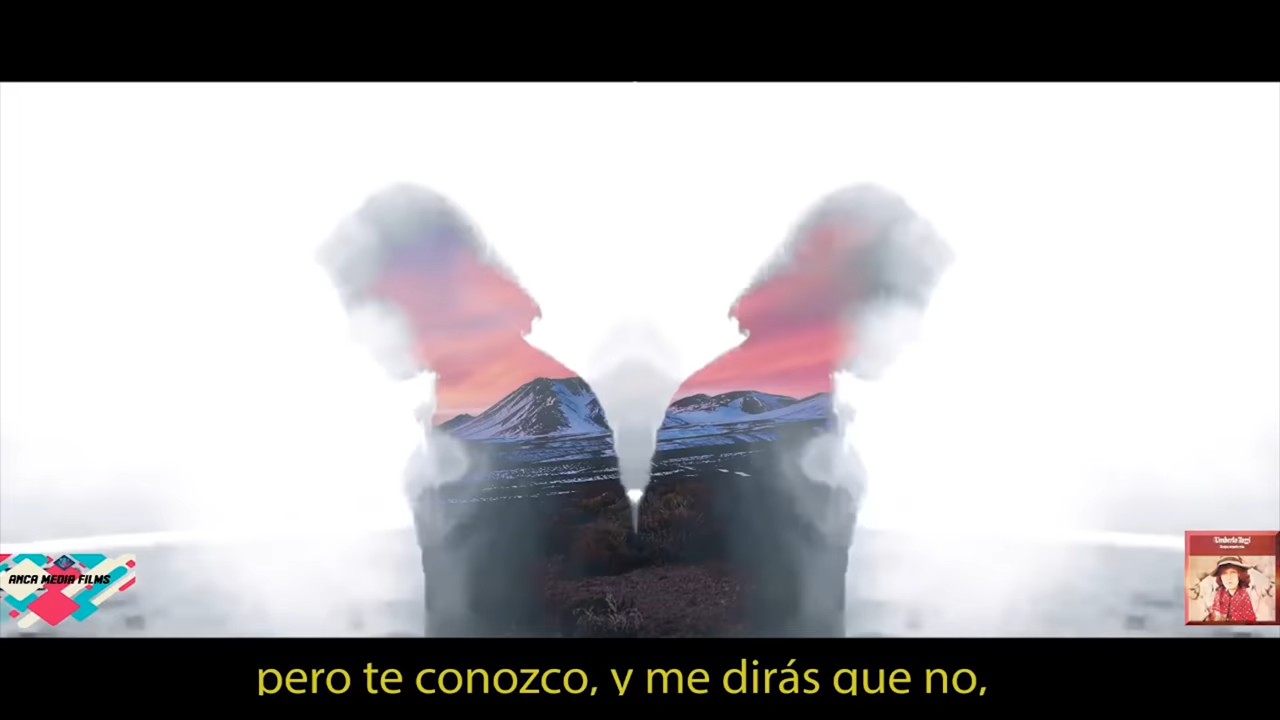 ANCA MEDIA FILMS
Umberto Tozzi
pero te conozco, y me dirás que no,